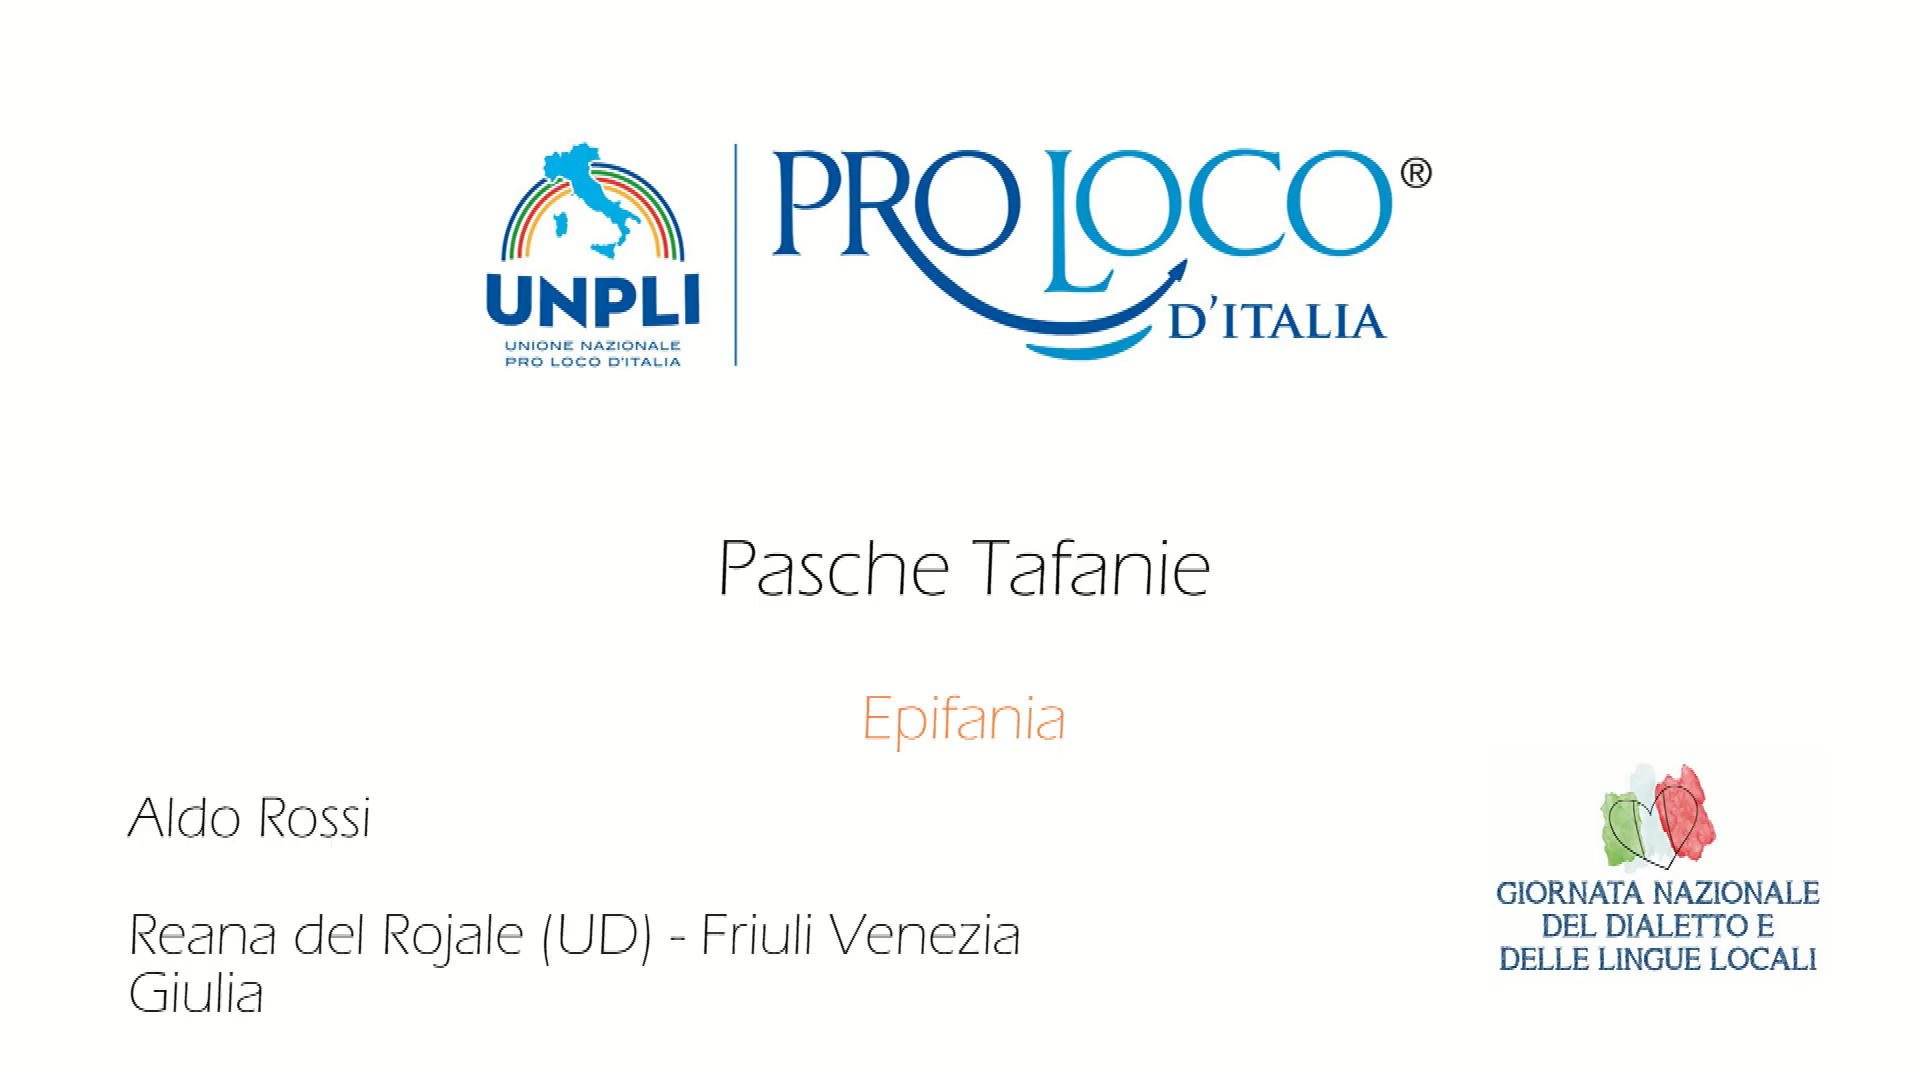 UNPLI
UNIONE NAZIONALE
PRO LOCO D'ITALIA
PRO LOCO®
D'ITALIA
Pasche Tafanie
Epifania
Aldo Rossi
Reana del Rojale (UD) - Friuli Venezia
Giulia
GIORNATA NAZIONALE
DEL DIALETTO E
DELLE LINGUE LOCALI